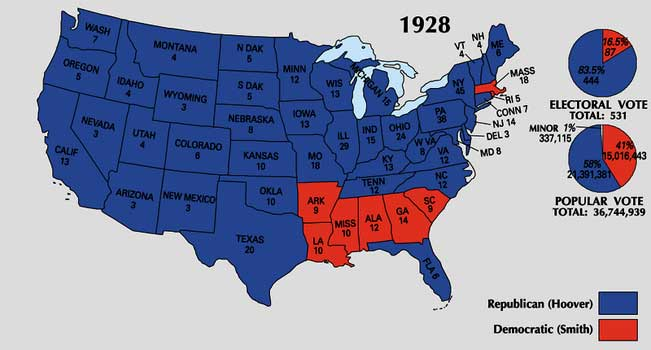 1928
WASH
7
OREGON
5
CALIF
13
NEVADA
3
IDAHO
4
MONTANA
4
WYOMING
3
UTAH
4
COLORADO
6
ARIZONA
3
NEW MEXICO
3
N DAK
5
S DAK
5
NEBRASKA
8
KANSAS
10
OKLA
10
TEXAS
20
MINN
12
IOWA
13
MO
18
ARK
9
LA
10
WIS
13
ILL
29
MICHIGAN 15
IND
15
OHIO
24
KY
13
TENN
12
MISS
10
ALA
12
GA
14
FLA 6
SC
9
NC
12
VA
12
W VA
8
PA
38
NY
45
VT
4
NH
4
ME
6
MASS
18
RI 5
CONN 7
NJ 14
DEL 3
MD 8
16.5%
87
83.5%
444
ELECTORAL VOTE
TOTAL: 531
MINOR 1%
337,115
41%
15,016,443
58%
21,391,381
POPULAR VOTE
TOTAL: 36,744,939
Republican (Hoover)
Democratic (Smith)